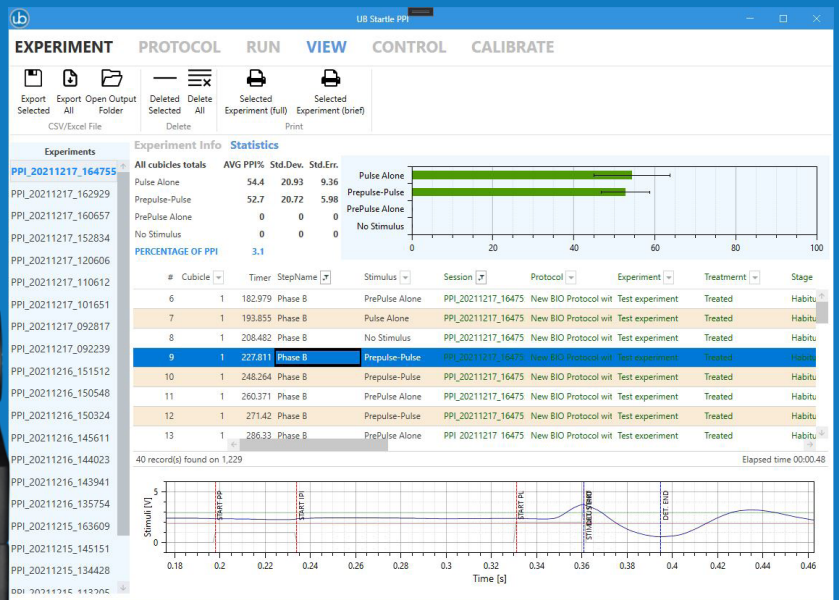 ub
UB Startle PPI
EXPERIMENT PROTOCOL RUN VIEW CONTROL CALIBRATE
Export Selected
Export All
Open Output Folder
Deleted Selected
Delete All
Selected Experiment (full)
Selected Experiment (brief)
CSV/Excel File
Delete
Print
Experiments
PPI_20211217_164755
PPI_20211217_162929
PPI_20211217_160657
PPI_20211217_152834
PPI_20211217_120606
PPI_20211217_110612
PPI_20211217_101651
PPI_20211217_092817
PPI_20211217_092239
PPI_20211216_151512
PPI_20211216_150548
PPI_20211216_150324
PPI_20211216_145611
PPI_20211216_144023
PPI_20211216_143941
PPI_20211216_135754
PPI_20211215_163609
PPI_20211215_145151
PPI_20211215_134428
PPI_20211215_113205
Experiment Info Statistics
All cubicles totals AVG PPI% Std.Dev. Std.Err.
Pulse Alone 54.4 20.93 9.36
Prepulse-Pulse 52.7 20.72 5.98
PrePulse Alone 0 0 0
No Stimulus 0 0 0
PERCENTAGE OF PPI 3.1
Pulse Alone
Prepulse-Pulse
PrePulse Alone
No Stimulus
0 20 40 60 80 100
# Cubicle Timer StepName Stimulus Session Protocol Experiment Treatmernt Stage
6 1 182.979 Phase B PrePulse Alone PPI_20211217_16475 New BIO Protocol wit Test experiment Treated Habitu
7 1 193.855 Phase B Pulse Alone PPI_20211217_16475 New BIO Protocol wit Test experiment Treated Habitu
8 1 208.482 Phase B No Stimulus PPI_20211217_16475 New BIO Protocol wit Test experiment Treated Habitu
9 1 227.811 Phase B Prepulse-Pulse PPI_20211217_16475 New BIO Protocol wit Test experiment Treated Habitu
10 1 248.264 Phase B Prepulse-Pulse PPI_20211217_16475 New BIO Protocol wit Test experiment Treated Habitu
11 1 260.371 Phase B PrePulse Alone PPI_20211217_16475 New BIO Protocol wit Test experiment Treated Habitu
12 1 271.42 Phase B Prepulse-Pulse PPI_20211217_16475 New BIO Protocol wit Test experiment Treated Habitu
13 1 286.33 Phase B PrePulse Alone PPI_20211217_16475 New BIO Protocol wit Test experiment Treated Habitu
40 record(s) found on 1,229 Elapsed time 00:00.48
Stimuli [V]
5
0
START PP
START IPI
START PL
DET. END
0.18 0.2 0.22 0.24 0.26 0.28 0.3 0.32 0.34 0.36 0.38 0.4 0.42 0.44 0.46
Time [s]